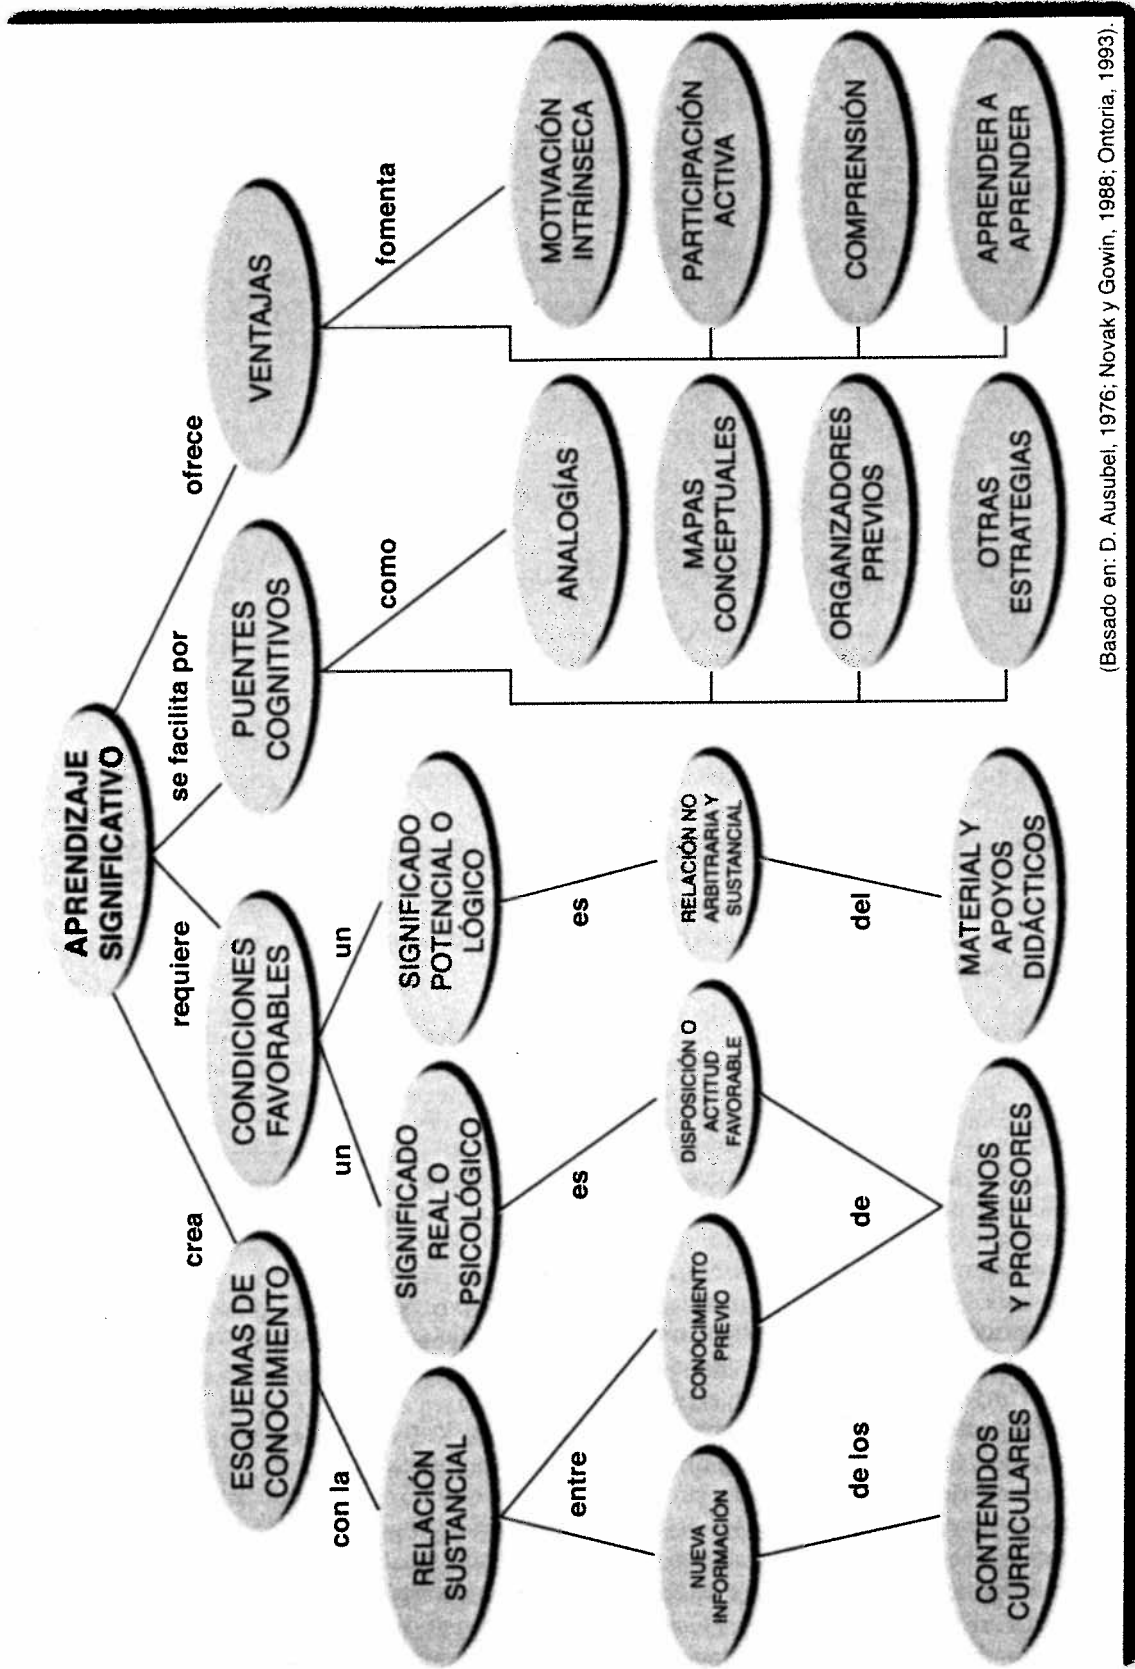 APRENDIZAJE
SIGNIFICATIVO
crea
requiere
se facilita por
ofrece
ESQUEMAS DE
CONOCIMIENTO
CONDICIONES
FAVORABLES
PUENTES
COGNITIVOS
VENTAJAS
con la
un
un
como
fomenta
RELACIÓN
SUSTANCIAL
SIGNIFICADO
REAL O
PSICOLÓGICO
SIGNIFICADO
POTENCIAL O
LÓGICO
ANALOGÍAS
MOTIVACIÓN
INTRÍNSECA
entre
es
es
NUEVA
INFORMACIÓN
CONOCIMIENTO
PREVIO
DISPOSICIÓN O
ACTITUD
FAVORABLE
RELACIÓN NO
ARBITRARIA Y
SUSTANCIAL
MAPAS
CONCEPTUALES
PARTICIPACIÓN
ACTIVA
de los
de
del
ORGANIZADORES
PREVIOS
COMPRENSIÓN
CONTENIDOS
CURRICULARES
ALUMNOS
Y PROFESORES
MATERIAL Y
APOYOS
DIDÁCTICOS
OTRAS
ESTRATEGIAS
APRENDER A
APRENDER
(Basado en: D. Ausubel, 1976; Novak y Gowin, 1988; Ontoria, 1993).